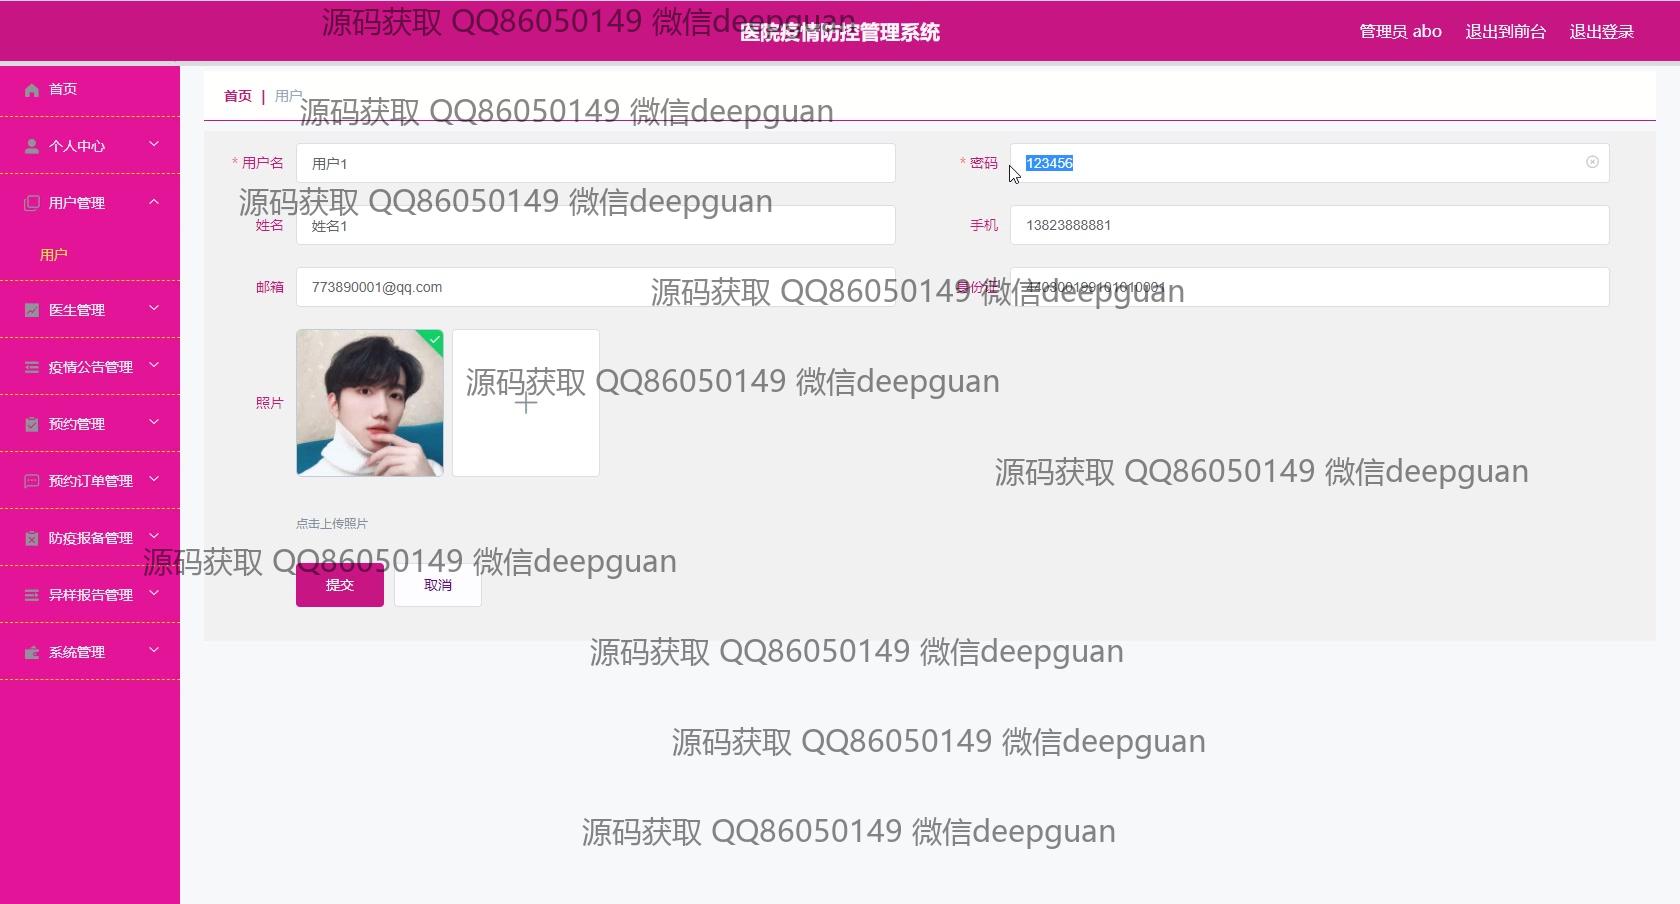 源码获取 QQ86050149 微信deepguan
医院疫情防控管理系统
管理员 abo 退出到前台 退出登录
首页
个人中心
用户管理
用户
医生管理
疫情公告管理
预约管理
预约订单管理
防疫报备管理
异样报告管理
系统管理
首页 | 用户
源码获取 QQ86050149 微信deepguan
* 用户名 用户1
* 密码 123456
源码获取 QQ86050149 微信deepguan
姓名 姓名1
手机 13823888881
邮箱 773890001@qq.com
身份证 440300199101010001
源码获取 QQ86050149 微信deepguan
照片
源码获取 QQ86050149 微信deepguan
源码获取 QQ86050149 微信deepguan
点击上传照片
源码获取 QQ86050149 微信deepguan
提交 取消
源码获取 QQ86050149 微信deepguan
源码获取 QQ86050149 微信deepguan
源码获取 QQ86050149 微信deepguan